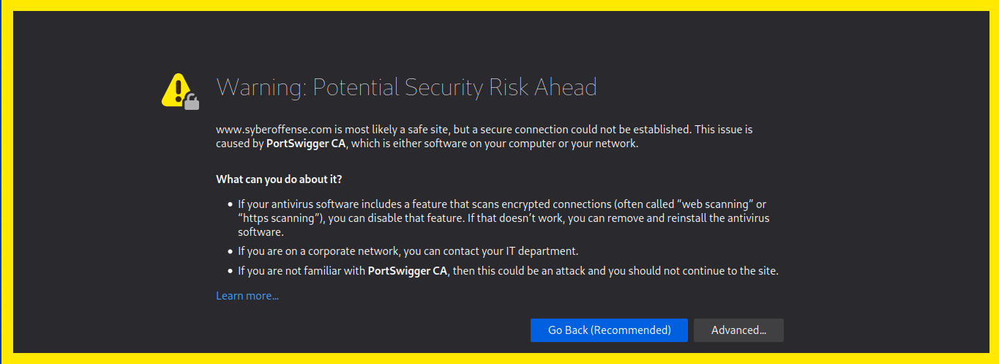 Warning: Potential Security Risk Ahead
www.syberoffense.com is most likely a safe site, but a secure connection could not be established. This issue is
caused by PortSwigger CA, which is either software on your computer or your network.
What can you do about it?
• If your antivirus software includes a feature that scans encrypted connections (often called “web scanning” or
“https scanning”), you can disable that feature. If that doesn’t work, you can remove and reinstall the antivirus
software.
• If you are on a corporate network, you can contact your IT department.
• If you are not familiar with PortSwigger CA, then this could be an attack and you should not continue to the site.
Learn more…
Go Back (Recommended) Advanced...